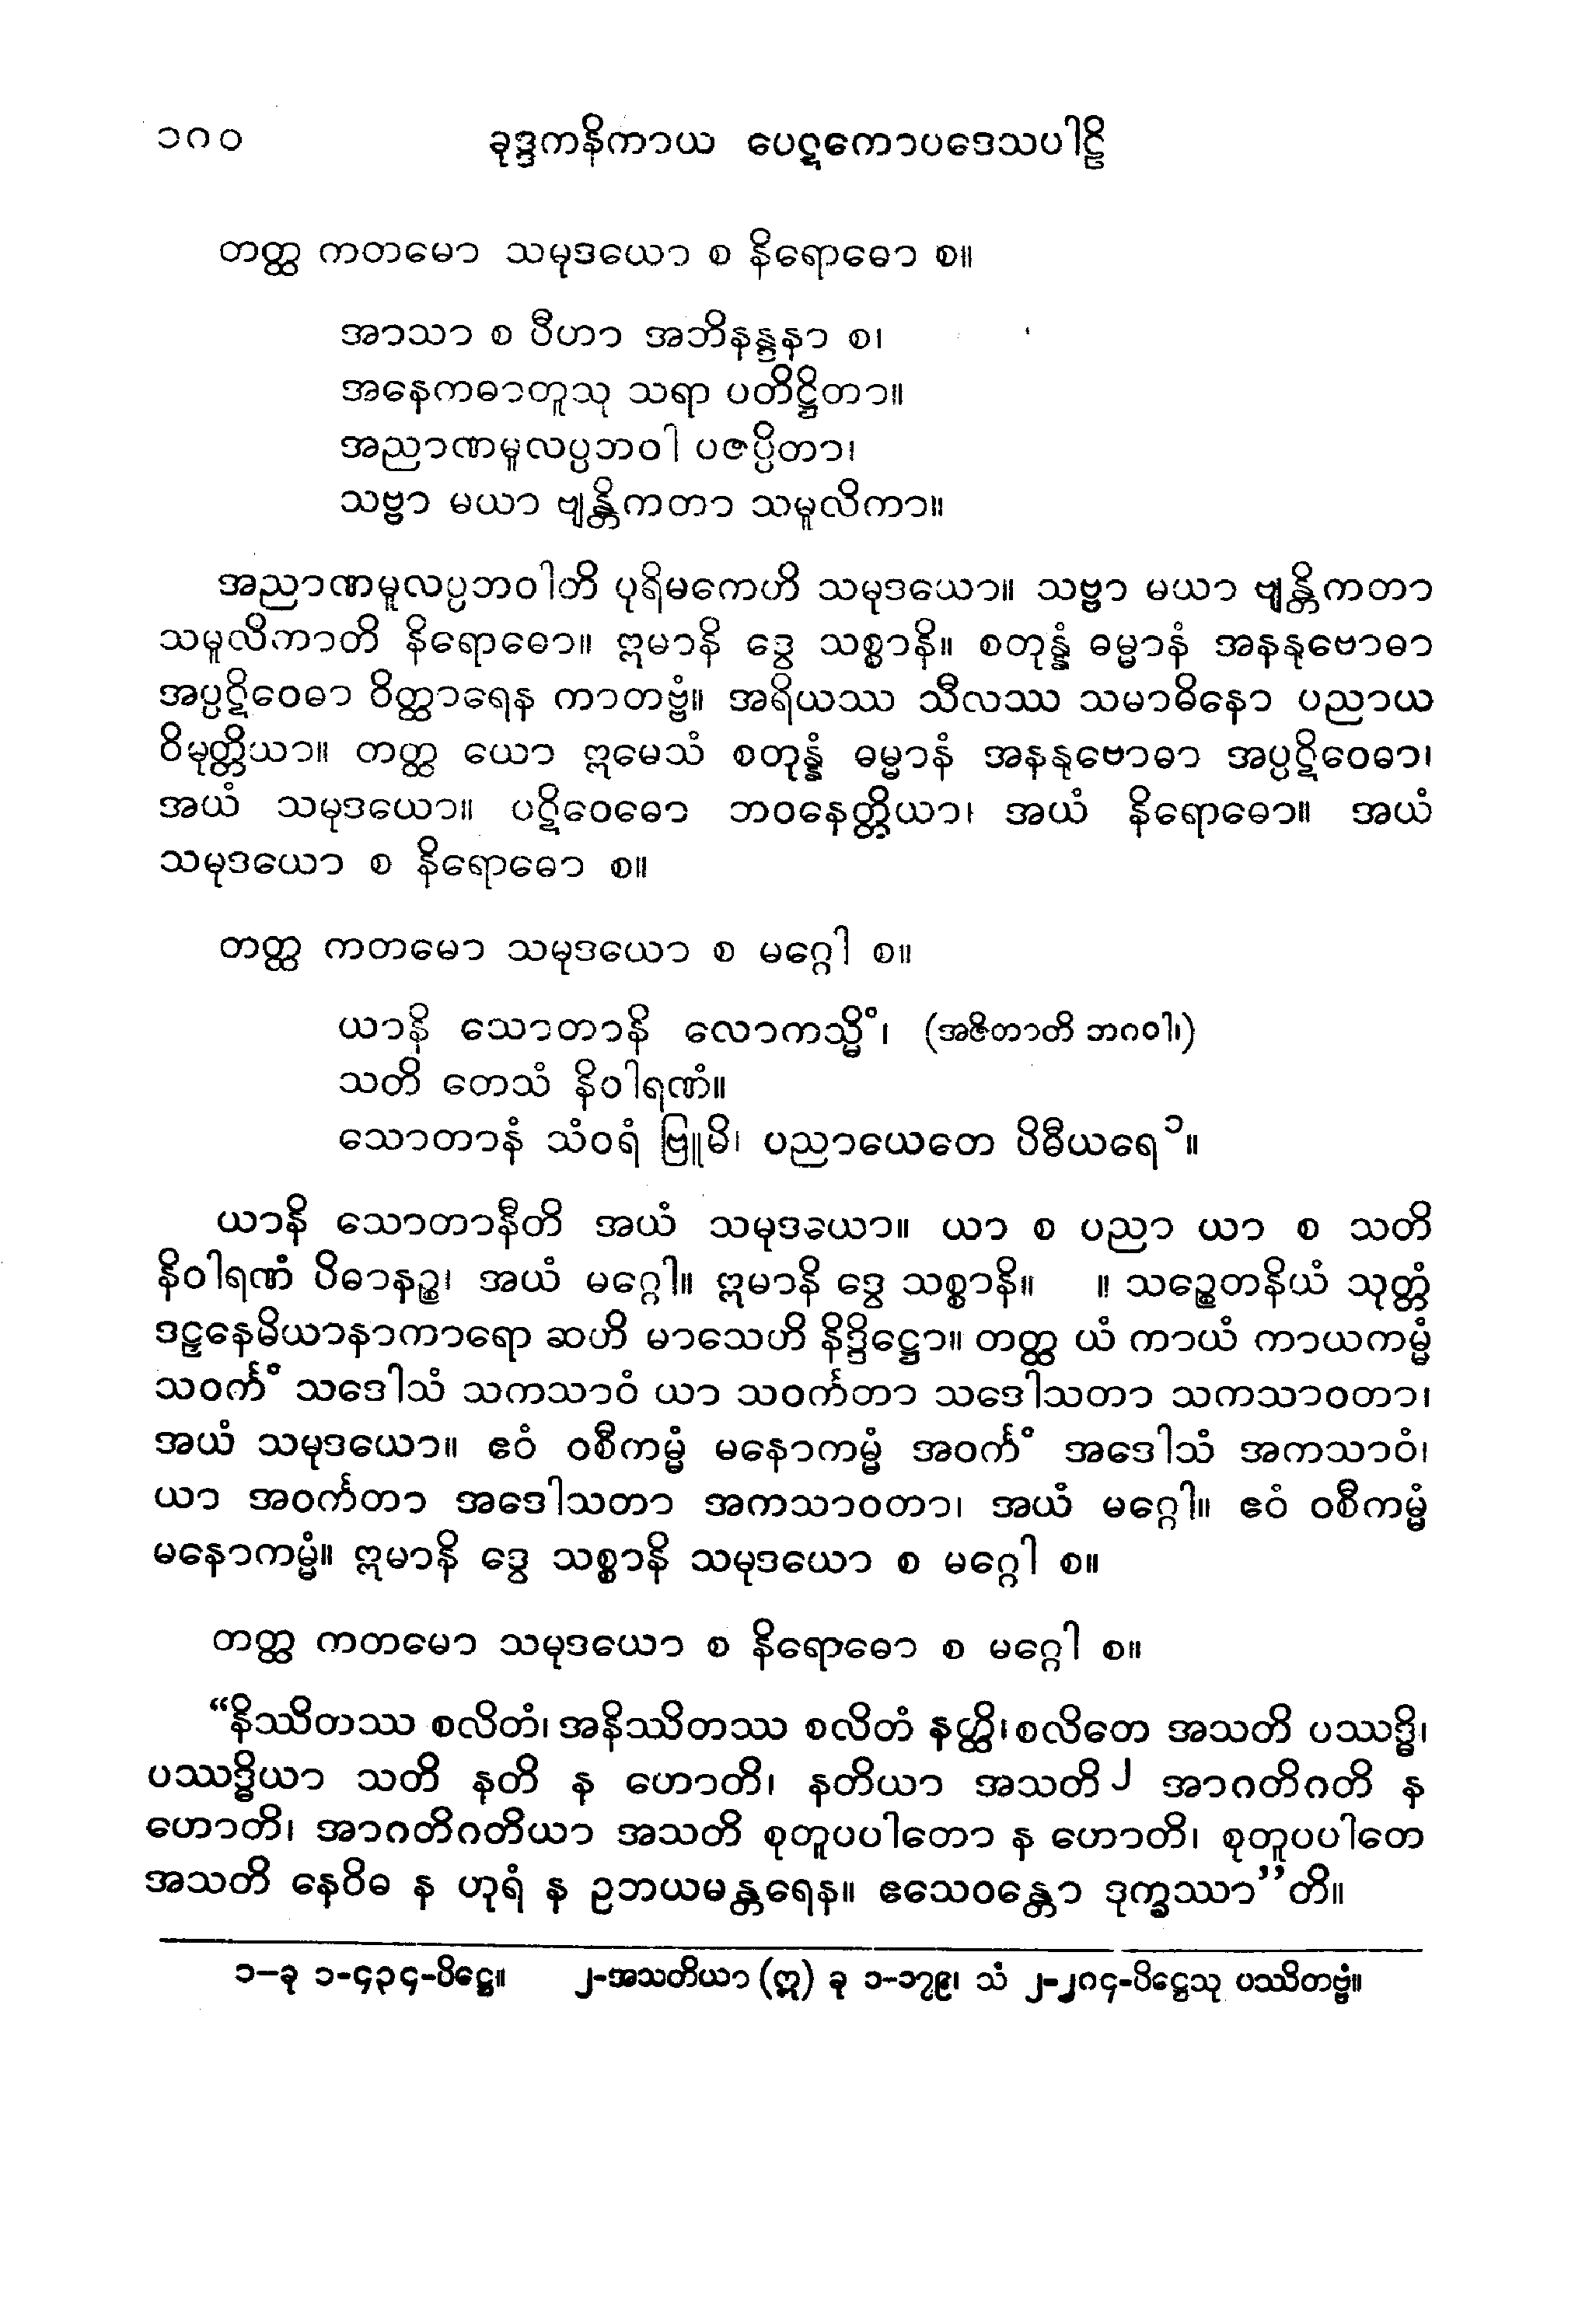 ၁၈၀ ခုဒ္ဒကနိကာယ ပေဋကောပဒေသပါဠိ
တတ္ထ ကတမော သမုဒယော စ နိရောဓော စ။
အာသာ စ ပီဟာ အဘိနန္ဒနာ စ၊
အနေကဓာတူသု သရာ ပတိဋ္ဌိတာ။
အညာဏမူလပ္ပဘဝါ ပဇပ္ပိတာ၊
သဗ္ဗာ မယာ ဗျန္တိကတာ သမူလိကာ။
အညာဏမူလပ္ပဘဝါတိ ပုရိမကေဟိ သမုဒယော။ သဗ္ဗာ မယာ ဗျန္တိကတာ
သမူလိကာတိ နိရောဓော။ ဣမာနိ ဒွေ သစ္စာနိ။ စတုန္နံ ဓမ္မာနံ အနနုဗောဓာ
အပ္ပဋိဝေဓာ ဝိတ္ထာရေန ကာတဗ္ဗံ။ အရိယဿ သီလဿ သမာဓိနော ပညာယ
ဝိမုတ္တိယာ။ တတ္ထ ယော ဣမေသံ စတုန္နံ ဓမ္မာနံ အနနုဗောဓာ အပ္ပဋိဝေဓာ၊
အယံ သမုဒယော။ ပဋိဝေဓော ဘဝနေတ္တိယာ၊ အယံ နိရောဓော။ အယံ
သမုဒယော စ နိရောဓော စ။
တတ္ထ ကတမော သမုဒယော စ မဂ္ဂေါ စ။
ယာနိ သောတာနိ လောကသ္မိံ၊ (အဇိတာတိ ဘဂဝါ၊)
သတိ တေသံ နိဝါရဏံ။
သောတာနံ သံဝရံ ဗြူမိ၊ ပညာယေတေ ပိဓီယရေ၁။
ယာနိ သောတာနီတိ အယံ သမုဒယော။ ယာ စ ပညာ ယာ စ သတိ
နိဝါရဏံ ပိဓာနဉ္စ၊ အယံ မဂ္ဂေါ။ ဣမာနိ ဒွေ သစ္စာနိ။ ။ သဉ္စေတနိယံ သုတ္တံ
ဒဠှနေမိယာနာကာရော ဆဟိ မာသေဟိ နိဒ္ဒိဋ္ဌော။ တတ္ထ ယံ ကာယံ ကာယကမ္မံ
သဝင်္ကံ သဒေါသံ သကသာဝံ ယာ သဝင်္ကတာ သဒေါသတာ သကသာဝတာ၊
အယံ သမုဒယော။ ဧဝံ ဝစီကမ္မံ မနောကမ္မံ အဝင်္ကံ အဒေါသံ အကသာဝံ၊
ယာ အဝင်္ကတာ အဒေါသတာ အကသာဝတာ၊ အယံ မဂ္ဂေါ။ ဧဝံ ဝစီကမ္မံ
မနောကမ္မံ။ ဣမာနိ ဒွေ သစ္စာနိ သမုဒယော စ မဂ္ဂေါ စ။
တတ္ထ ကတမော သမုဒယော စ နိရောဓော စ မဂ္ဂေါ စ။
“နိဿိတဿ စလိတံ၊ အနိဿိတဿ စလိတံ နတ္ထိ၊ စလိတေ အသတိ ပဿဒ္ဓိ၊
ပဿဒ္ဓိယာ သတိ နတိ န ဟောတိ၊ နတိယာ အသတိ၂ အာဂတိဂတိ န
ဟောတိ၊ အာဂတိဂတိယာ အသတိ စုတူပပါတော န ဟောတိ၊ စုတူပပါတေ
အသတိ နေဝိဓ န ဟုရံ န ဥဘယမန္တရေန။ ဧသေဝန္တော ဒုက္ခဿာ”တိ။
၁-ခု ၁-၄၃၄-ပိဋ္ဌေ။ ၂-အသတိယာ (ဣ) ခု ၁-၁၇၉၊ သံ ၂-၂၈၄-ပိဋ္ဌေသု ပဿိတဗ္ဗံ။